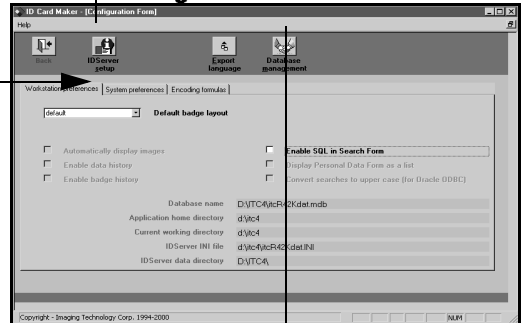 ID Card Maker - [Configuration Form]
Help
Back
IDServer setup
Export language
Database management
Workstation preferences
System preferences
Encoding formulas
default
Default badge layout
Automatically display images
Enable SQL in Search Form
Enable data history
Display Personal Data Form as a list
Enable badge history
Convert searches to upper case (for Oracle ODBC)
Database name D:\ITC4\itcR42Kdat.mdb
Application home directory d:\itc4
Current working directory d:\itc4
IDServer INI file d:\itc4\itcR42Kdat.INI
IDServer data directory D:\ITC4\
Copyright - Imaging Technology Corp. 1994-2000
NUM